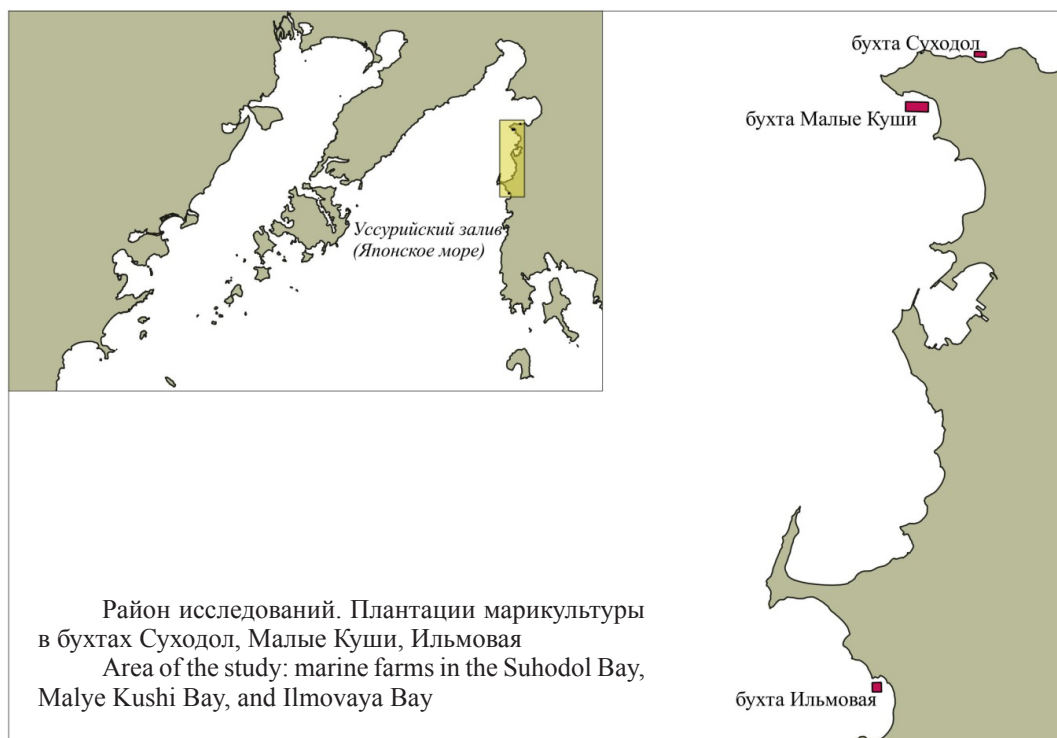 бухта Суходол
бухта Малые Куши
Уссурийский залив
(Японское море)
Район исследований. Плантации марикультуры
в бухтах Суходол, Малые Куши, Ильмовая
Area of the study: marine farms in the Suhodol Bay,
Malye Kushi Bay, and Ilmovaya Bay
бухта Ильмовая